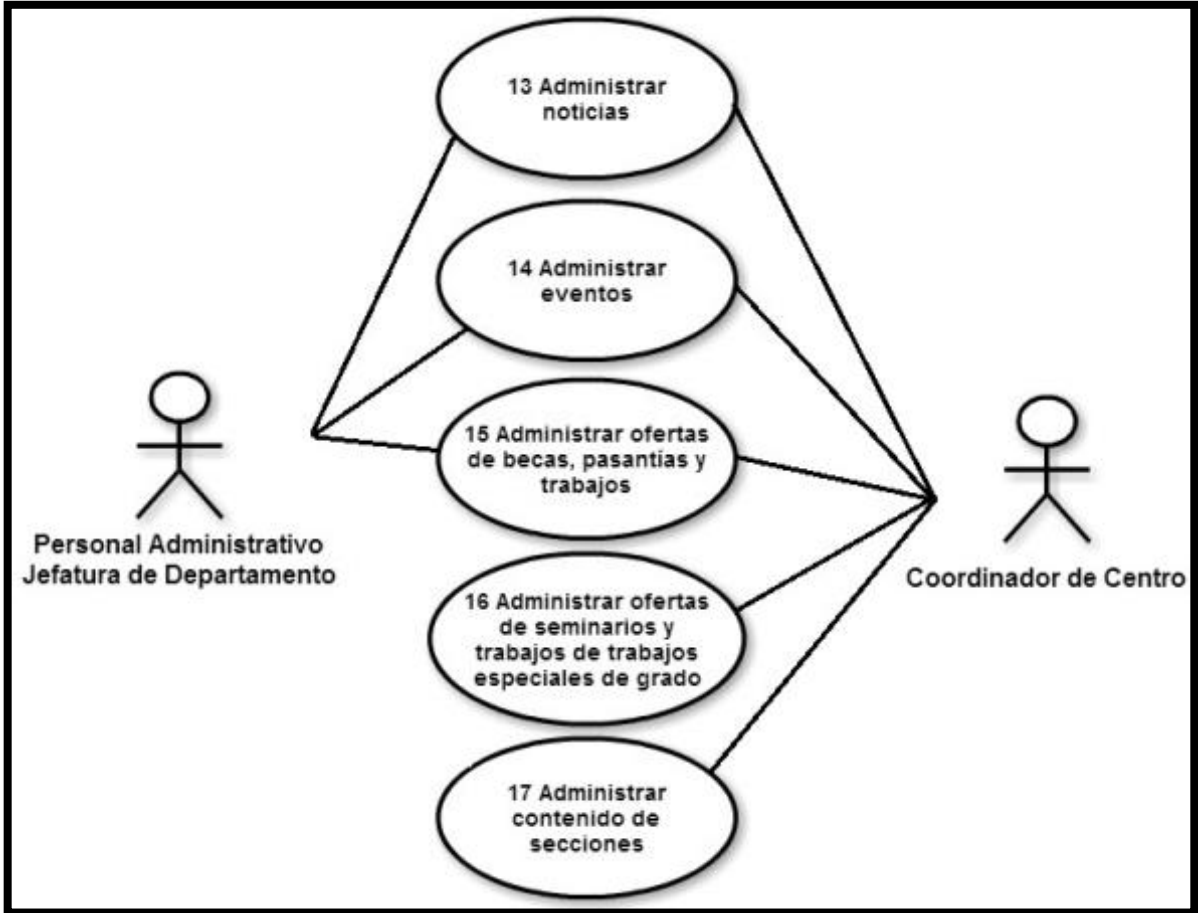 13 Administrar
noticias
14 Administrar
eventos
15 Administrar ofertas
de becas, pasantías y
trabajos
Personal Administrativo
Jefatura de Departamento
Coordinador de Centro
16 Administrar ofertas
de seminarios y
trabajos de trabajos
especiales de grado
17 Administrar
contenido de
secciones